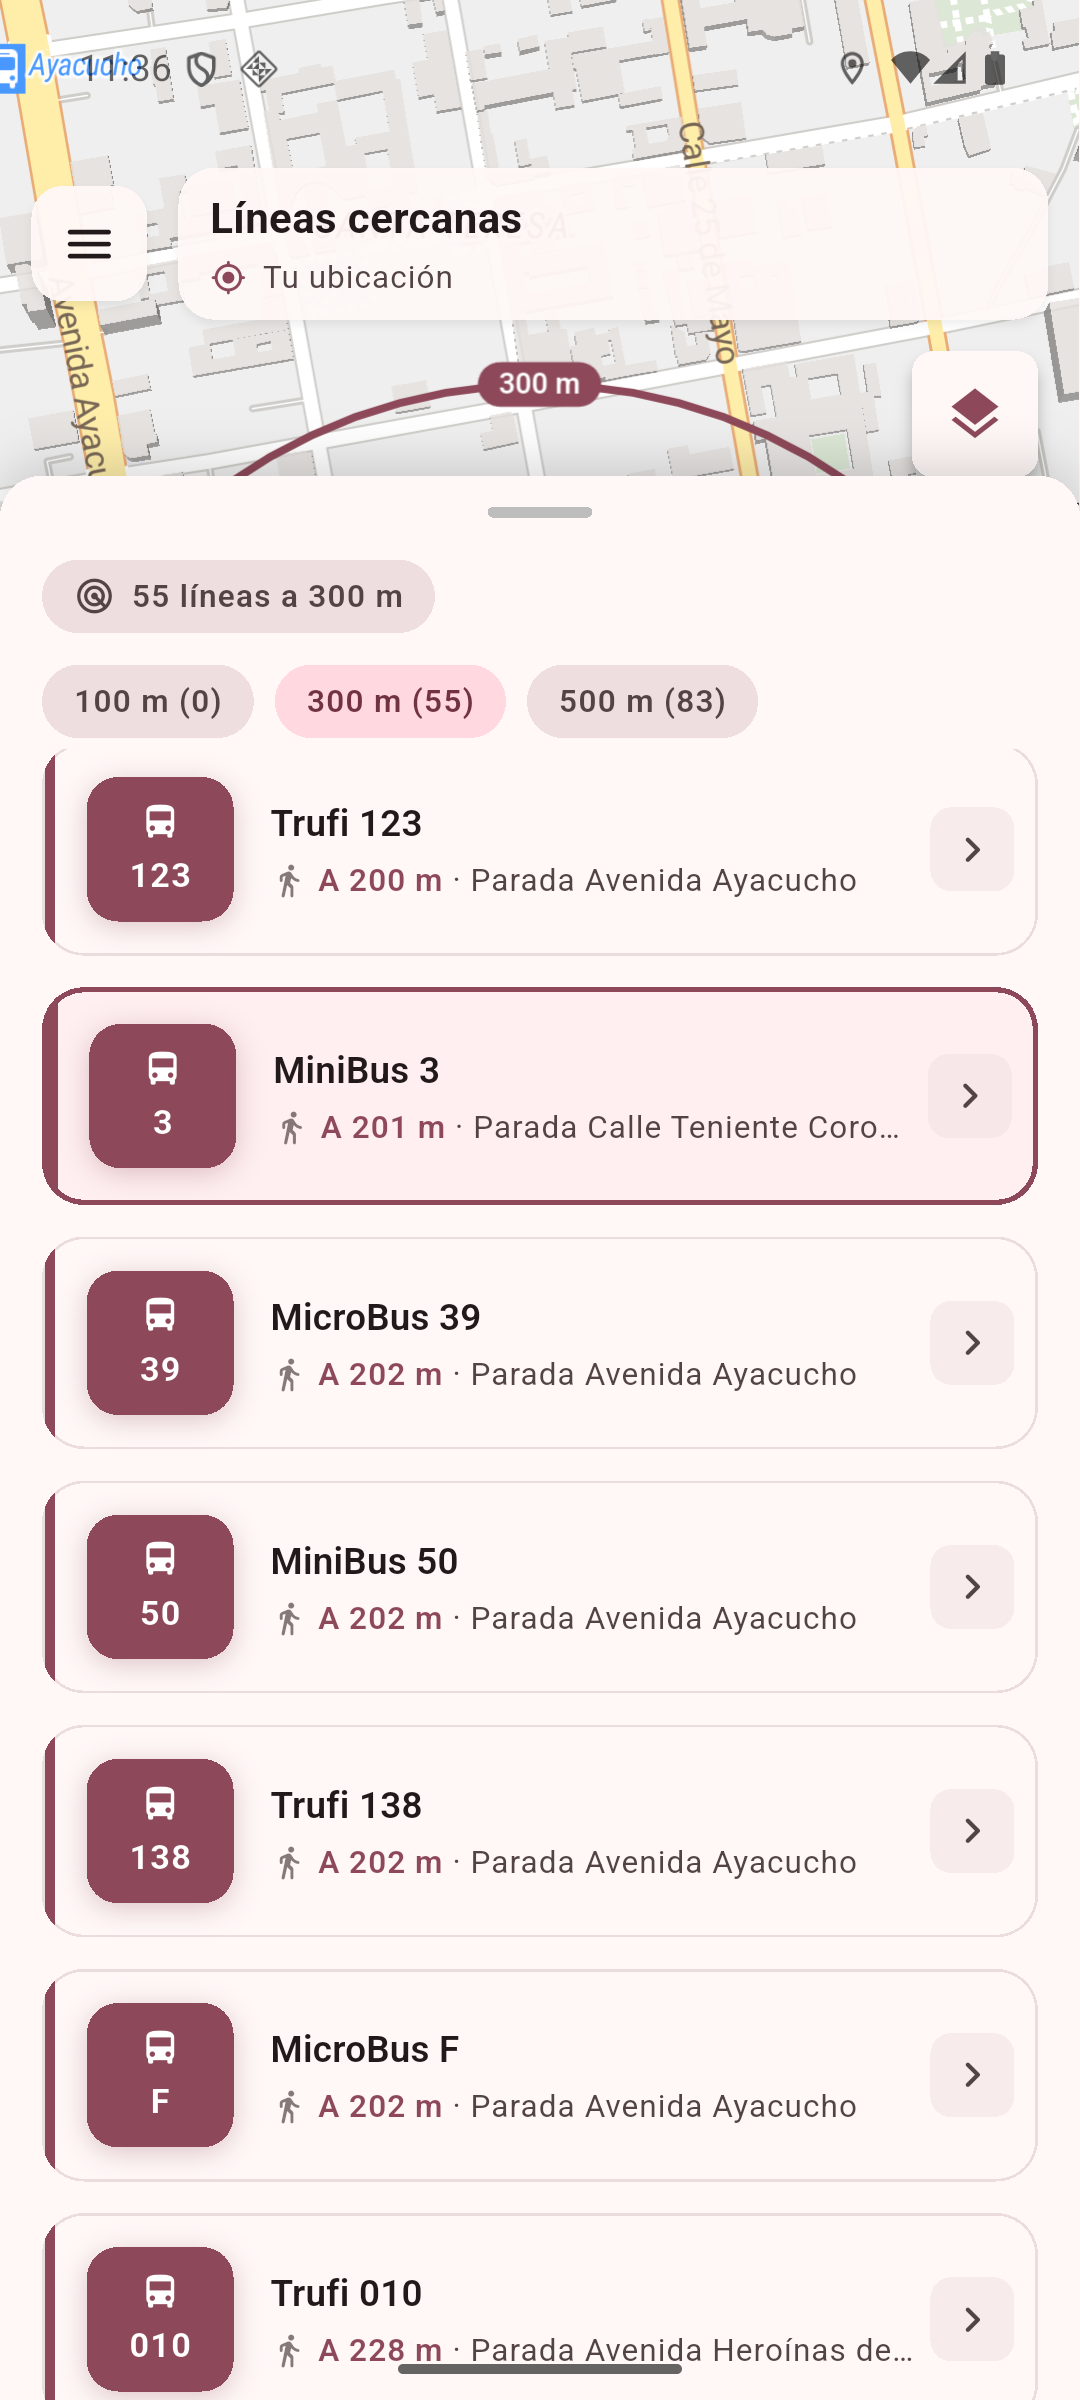 Ayacucho
11:36
Calle 25 de Mayo
Avenida Ayacu
Líneas cercanas
Tu ubicación
300 m
55 líneas a 300 m
100 m (0)
300 m (55)
500 m (83)
123
Trufi 123
A 200 m · Parada Avenida Ayacucho
3
MiniBus 3
A 201 m · Parada Calle Teniente Coro…
39
MicroBus 39
A 202 m · Parada Avenida Ayacucho
50
MiniBus 50
A 202 m · Parada Avenida Ayacucho
138
Trufi 138
A 202 m · Parada Avenida Ayacucho
F
MicroBus F
A 202 m · Parada Avenida Ayacucho
010
Trufi 010
A 228 m · Parada Avenida Heroínas de…